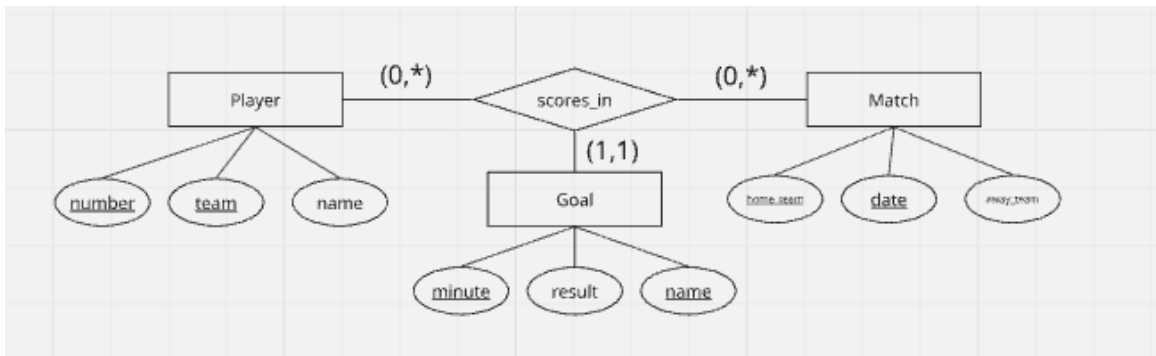 (0,*)
(0,*)
Player
scores_in
Match
(1,1)
number
team
name
Goal
home_team
date
away_team
minute
result
name